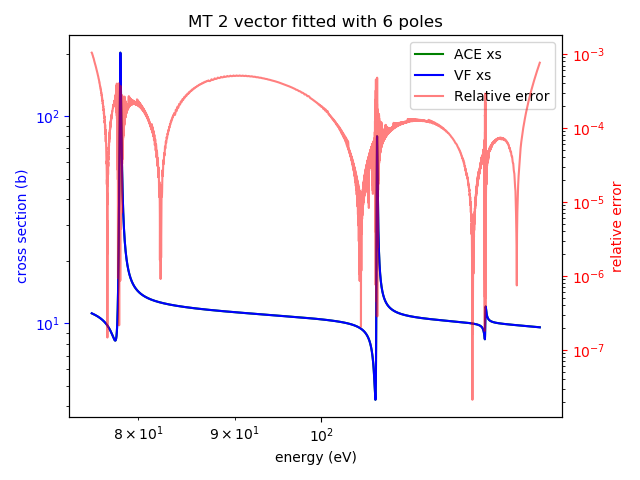 MT 2 vector fitted with 6 poles
ACE xs
VF xs
Relative error
10²
10¹
cross section (b)
10⁻³
10⁻⁴
10⁻⁵
10⁻⁶
10⁻⁷
relative error
8 × 10¹
9 × 10¹
10²
energy (eV)